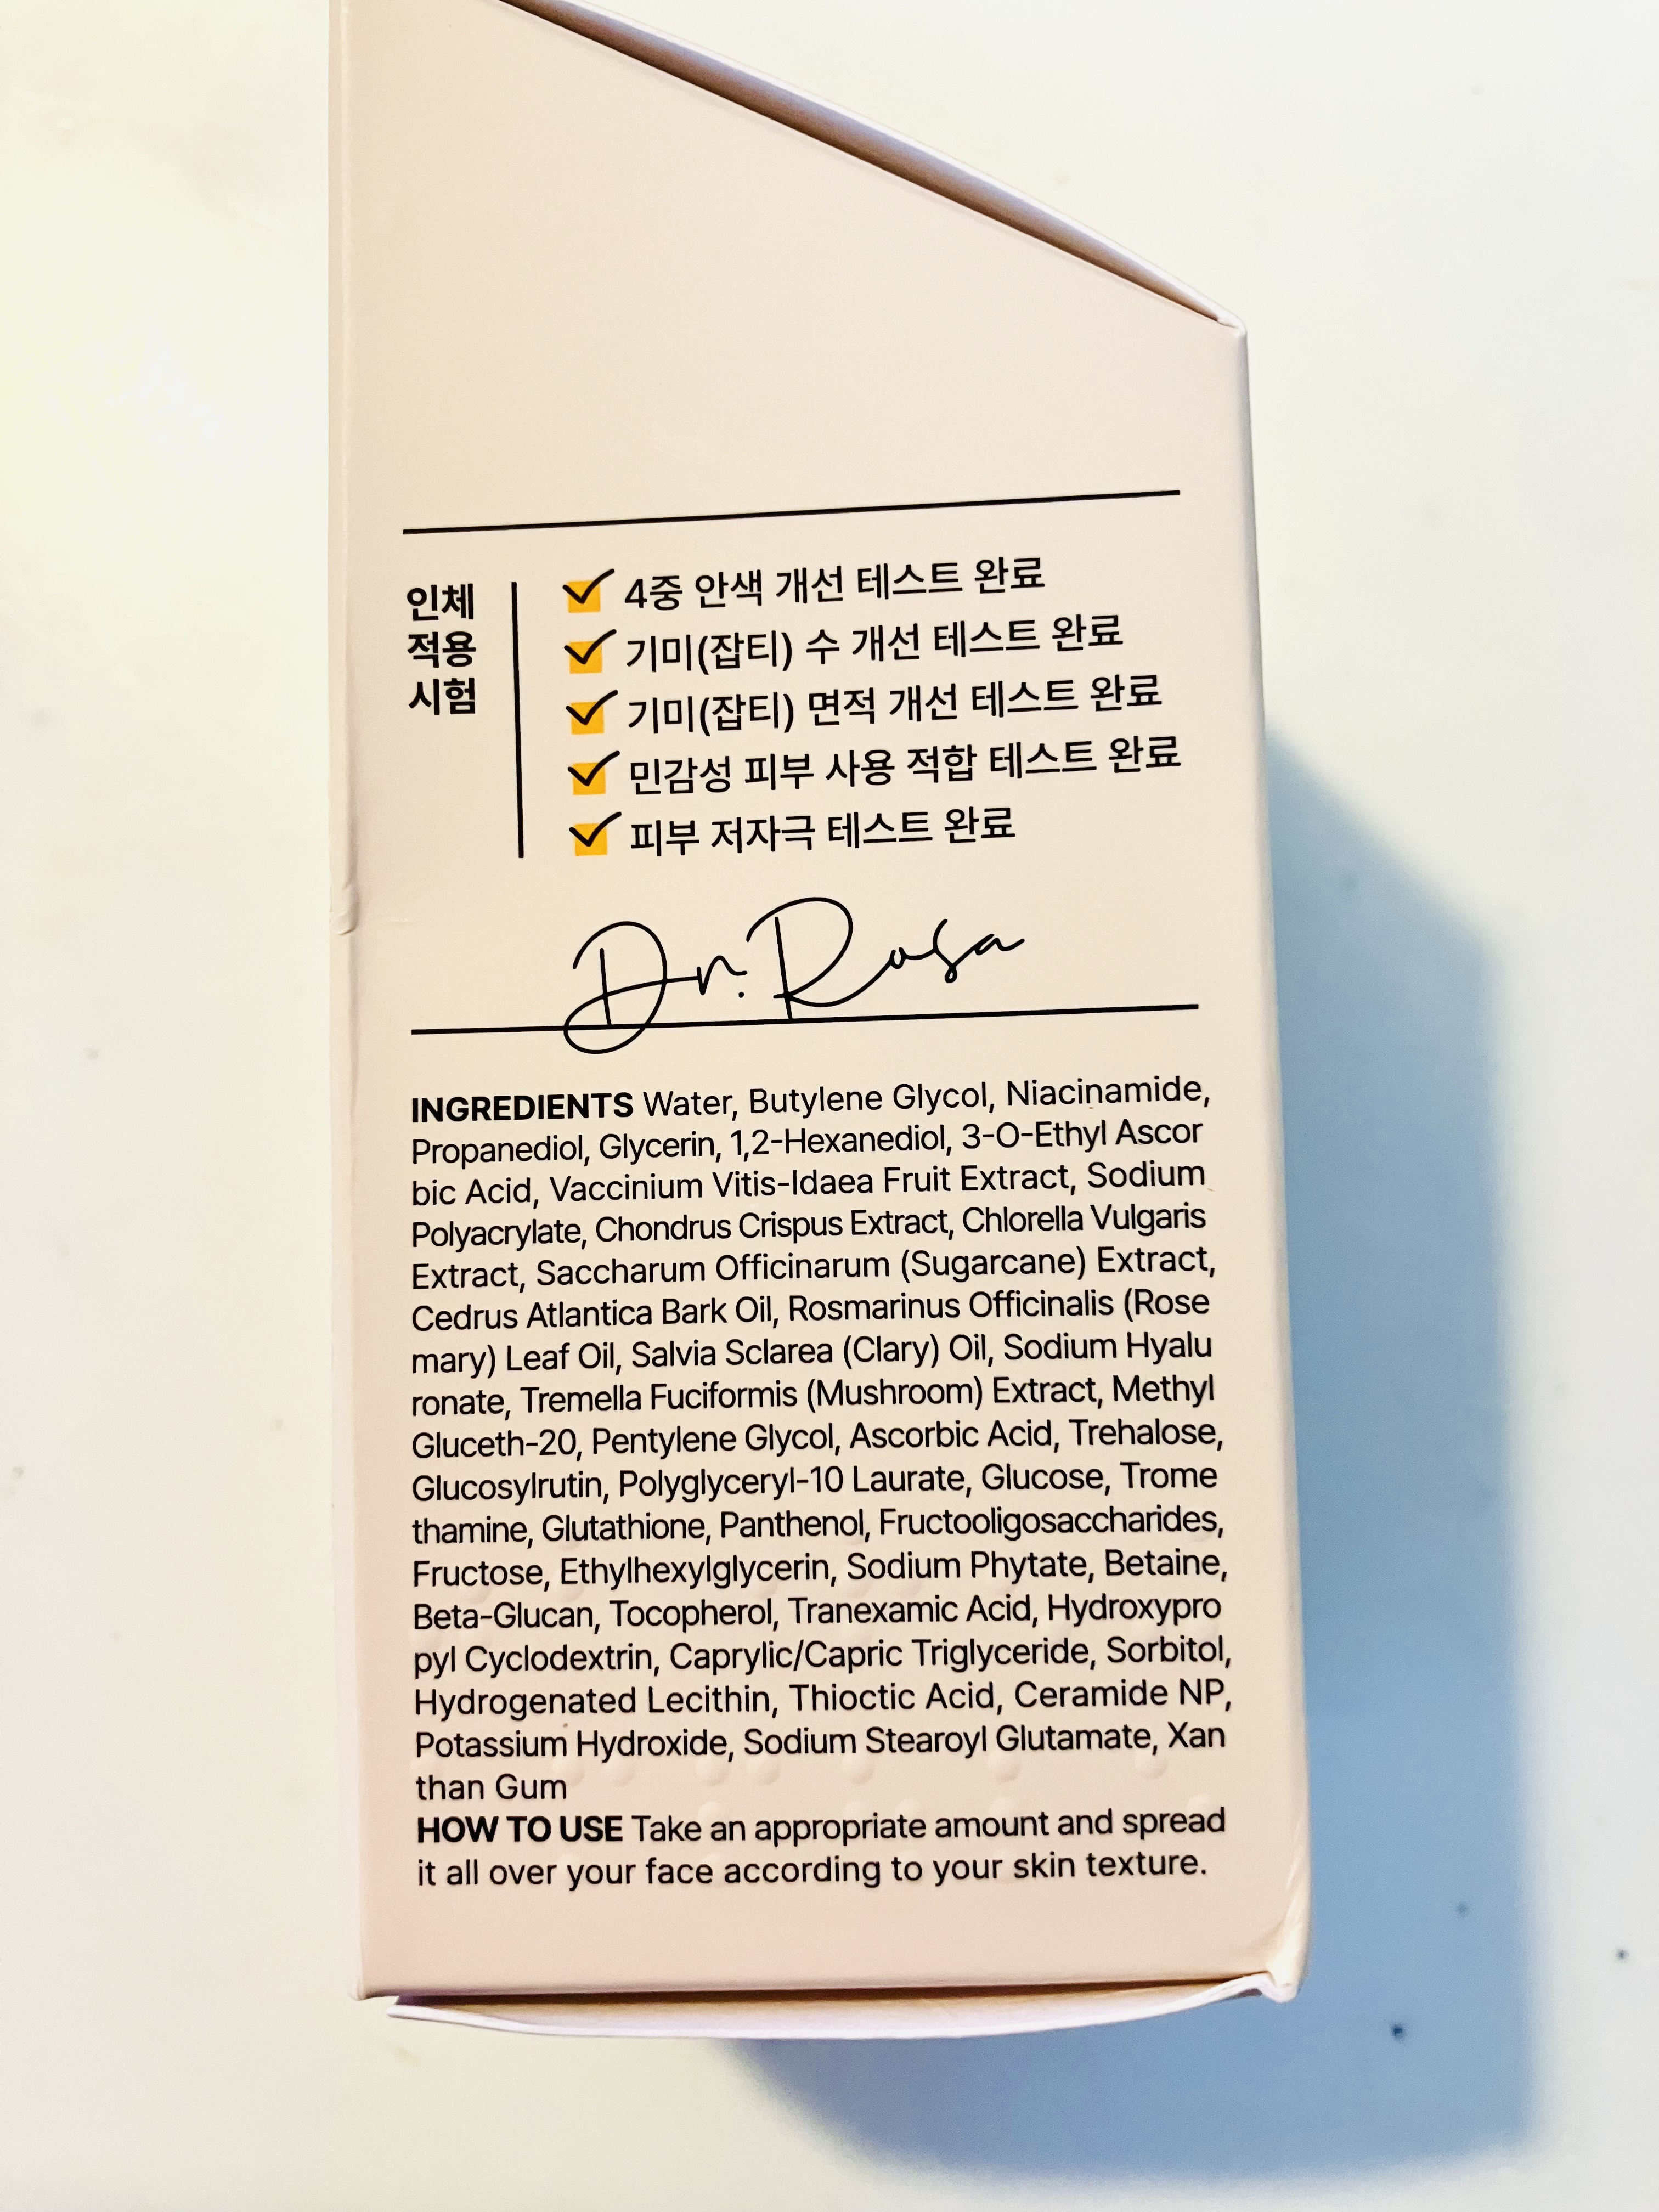 인체
적용
시험
4중 안색 개선 테스트 완료
기미(잡티) 수 개선 테스트 완료
기미(잡티) 면적 개선 테스트 완료
민감성 피부 사용 적합 테스트 완료
피부 저자극 테스트 완료
Dr. Rosa
INGREDIENTS Water, Butylene Glycol, Niacinamide,
Propanediol, Glycerin, 1,2-Hexanediol, 3-O-Ethyl Ascor
bic Acid, Vaccinium Vitis-Idaea Fruit Extract, Sodium
Polyacrylate, Chondrus Crispus Extract, Chlorella Vulgaris
Extract, Saccharum Officinarum (Sugarcane) Extract,
Cedrus Atlantica Bark Oil, Rosmarinus Officinalis (Rose
mary) Leaf Oil, Salvia Sclarea (Clary) Oil, Sodium Hyalu
ronate, Tremella Fuciformis (Mushroom) Extract, Methyl
Gluceth-20, Pentylene Glycol, Ascorbic Acid, Trehalose,
Glucosylrutin, Polyglyceryl-10 Laurate, Glucose, Trome
thamine, Glutathione, Panthenol, Fructooligosaccharides,
Fructose, Ethylhexylglycerin, Sodium Phytate, Betaine,
Beta-Glucan, Tocopherol, Tranexamic Acid, Hydroxypro
pyl Cyclodextrin, Caprylic/Capric Triglyceride, Sorbitol,
Hydrogenated Lecithin, Thioctic Acid, Ceramide NP,
Potassium Hydroxide, Sodium Stearoyl Glutamate, Xan
than Gum
HOW TO USE Take an appropriate amount and spread
it all over your face according to your skin texture.